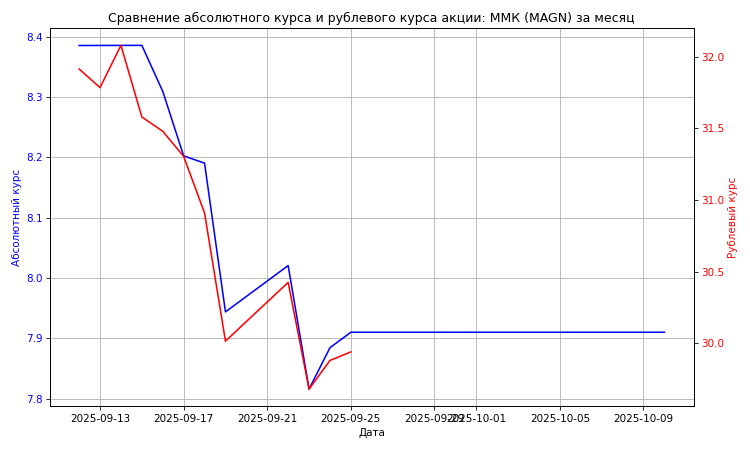 Сравнение абсолютного курса и рублевого курса акции: ММК (MAGN) за месяц
8.4
8.3
8.2
8.1
8.0
7.9
7.8
Абсолютный курс
32.0
31.5
31.0
30.5
30.0
Рублевый курс
2025-09-13 2025-09-17 2025-09-21 2025-09-25 2025-09-29 2025-10-01 2025-10-05 2025-10-09
Дата